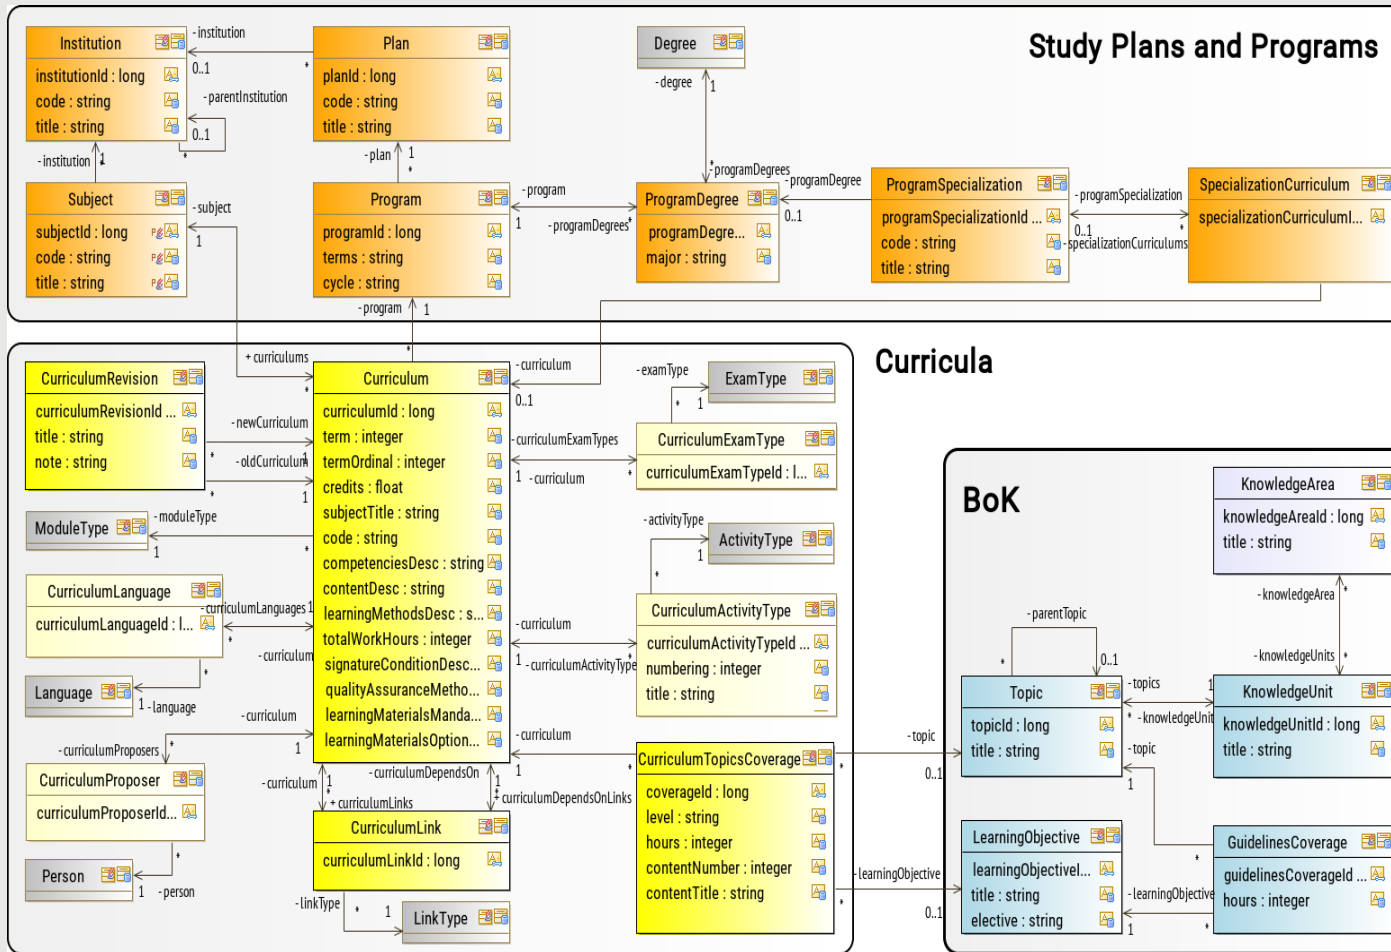 Study Plans and Programs
Institution
institutionId : long
code : string
title : string
-institution
0..1
*
-parentInstitution
0..1
*
Plan
planId : long
code : string
title : string
Degree
-degree
1
-institution
1
*
-plan
1
*
Subject
subjectId : long
code : string
title : string
-subject
1
Program
programId : long
terms : string
cycle : string
-program
1
-programDegrees
*
*
-programDegrees
ProgramDegree
programDegre...
major : string
-programDegree
0..1
ProgramSpecialization
programSpecializationId ...
code : string
title : string
-programSpecialization
0..1
-specializationCurriculums
*
SpecializationCurriculum
specializationCurriculumI...
-program
1
*
Curricula
+ curriculums
*
CurriculumRevision
curriculumRevisionId ...
title : string
note : string
-newCurriculum
1
*
-oldCurriculum
1
*
Curriculum
curriculumId : long
term : integer
termOrdinal : integer
credits : float
subjectTitle : string
code : string
competenciesDesc : string
contentDesc : string
learningMethodsDesc : s...
totalWorkHours : integer
signatureConditionDesc...
qualityAssuranceMetho...
learningMaterialsManda...
learningMaterialsOption...
-curriculum
0..1
-examType
*
1
ExamType
-curriculumExamTypes
*
1
-curriculum
CurriculumExamType
curriculumExamTypeId : l...
ModuleType
-moduleType
1
*
-activityType
1
*
ActivityType
CurriculumLanguage
curriculumLanguageId : l...
-curriculumLanguages
1
*
-curriculum
-curriculum
1
-curriculumActivityType
*
CurriculumActivityType
curriculumActivityTypeId ...
numbering : integer
title : string
Language
*
1
-language
-curriculum
1
-curriculumProposers
*
CurriculumProposer
curriculumProposerId...
*
1
-person
Person
-curriculum
1
*
+ curriculumLinks
-curriculumDependsOn
1
*
+ curriculumDependsOnLinks
CurriculumLink
curriculumLinkId : long
-linkType
*
1
LinkType
-curriculum
1
*
CurriculumTopicsCoverage
coverageId : long
level : string
hours : integer
contentNumber : integer
contentTitle : string
-topic
*
0..1
-learningObjective
*
0..1
BoK
KnowledgeArea
knowledgeAreaId : long
title : string
-knowledgeArea
*
-knowledgeUnits
*
-parentTopic
*
0..1
Topic
topicId : long
title : string
-topics
*
1
-knowledgeUnit
KnowledgeUnit
knowledgeUnitId : long
title : string
-topic
1
*
LearningObjective
learningObjectiveI...
title : string
elective : string
GuidelinesCoverage
guidelinesCoverageId ...
hours : integer
-learningObjective
1
*